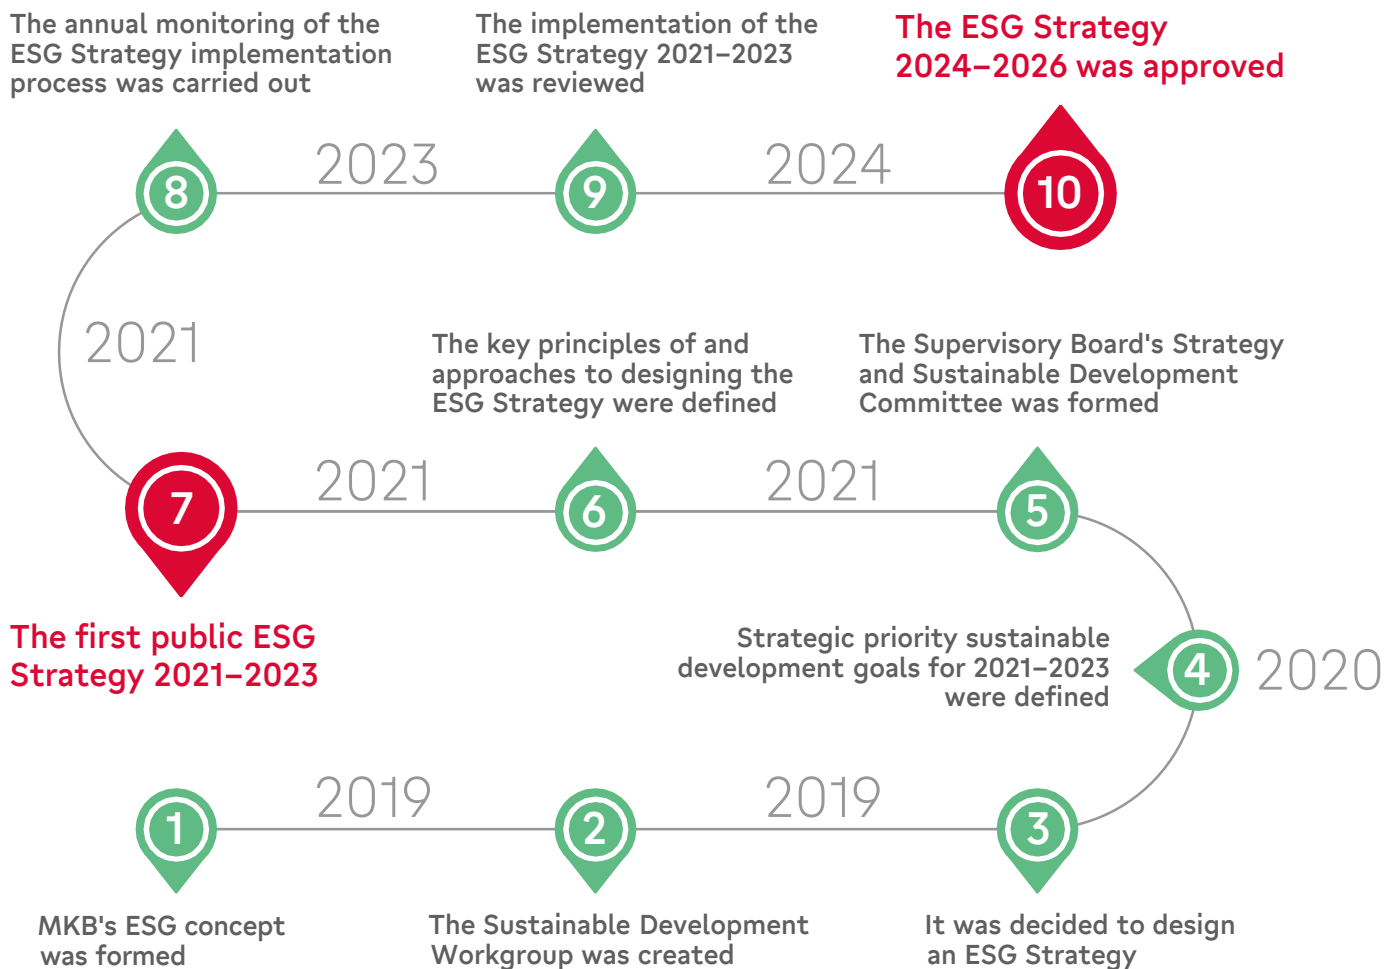 The annual monitoring of the
ESG Strategy implementation
process was carried out
The implementation of the
ESG Strategy 2021–2023
was reviewed
The ESG Strategy
2024–2026 was approved
8
2023
9
2024
10
2021
The key principles of and
approaches to designing the
ESG Strategy were defined
The Supervisory Board's Strategy
and Sustainable Development
Committee was formed
7
2021
6
2021
5
The first public ESG
Strategy 2021–2023
Strategic priority sustainable
development goals for 2021–2023
were defined
4
2020
1
2019
2
2019
3
MKB's ESG concept
was formed
The Sustainable Development
Workgroup was created
It was decided to design
an ESG Strategy